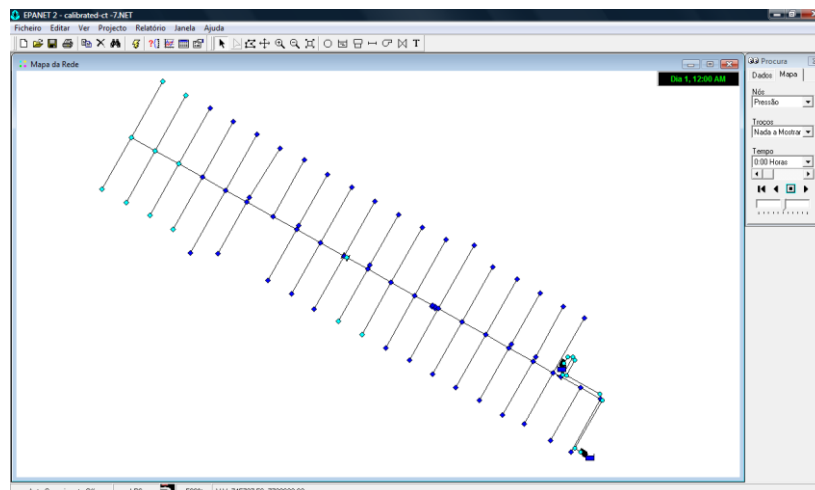 EPANET 2 - calibrated-ct -7.NET
Ficheiro Editar Ver Projecto Relatório Janela Ajuda
T
Mapa da Rede
Dia 1, 12:00 AM
Procura
Dados Mapa
Nós
Pressão
Troços
Nada a Mostrar
Tempo
0:00 Horas